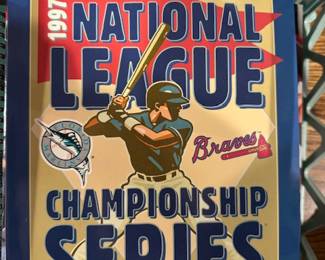 1997
NATIONAL
LEAGUE
Braves
CHAMPIONSHIP
SERIES